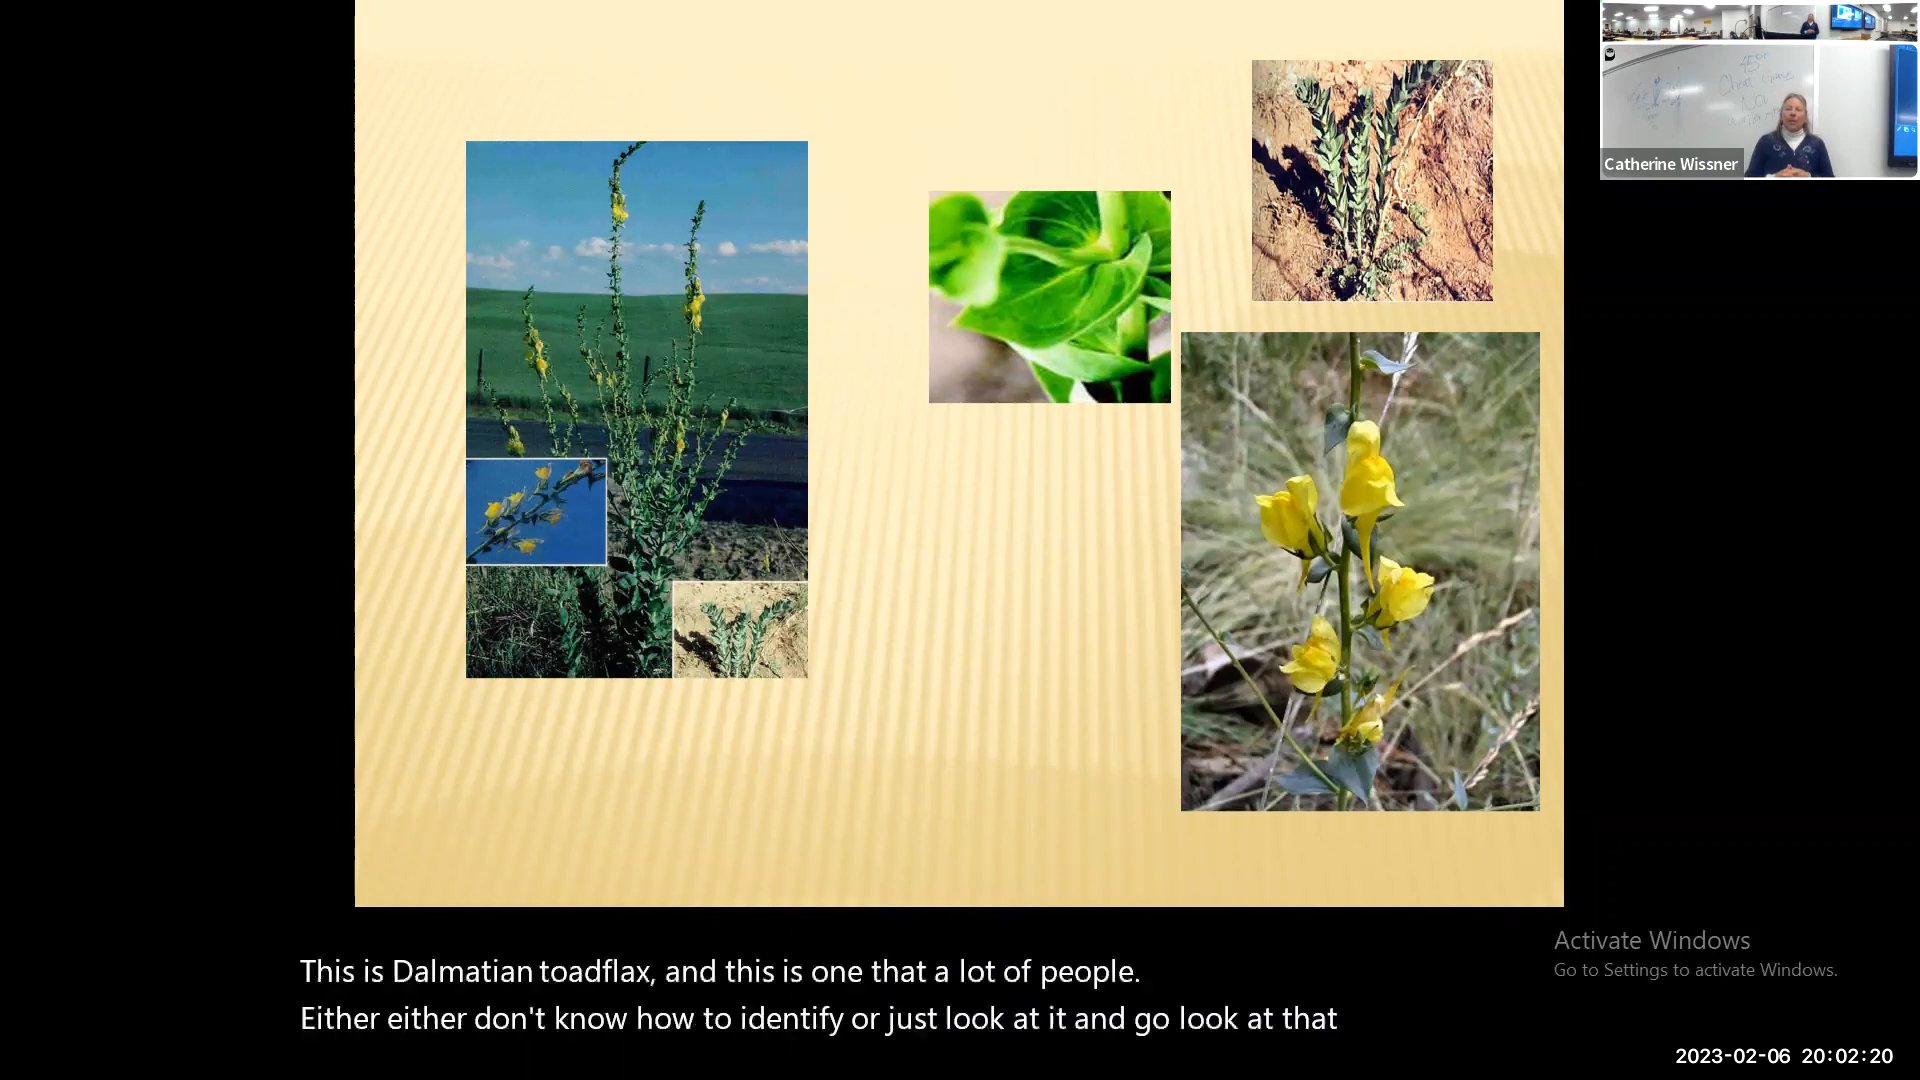 Catherine Wissner
This is Dalmatian toadflax, and this is one that a lot of people.
Either either don't know how to identify or just look at it and go look at that
Activate Windows
Go to Settings to activate Windows.
2023-02-06 20:02:20